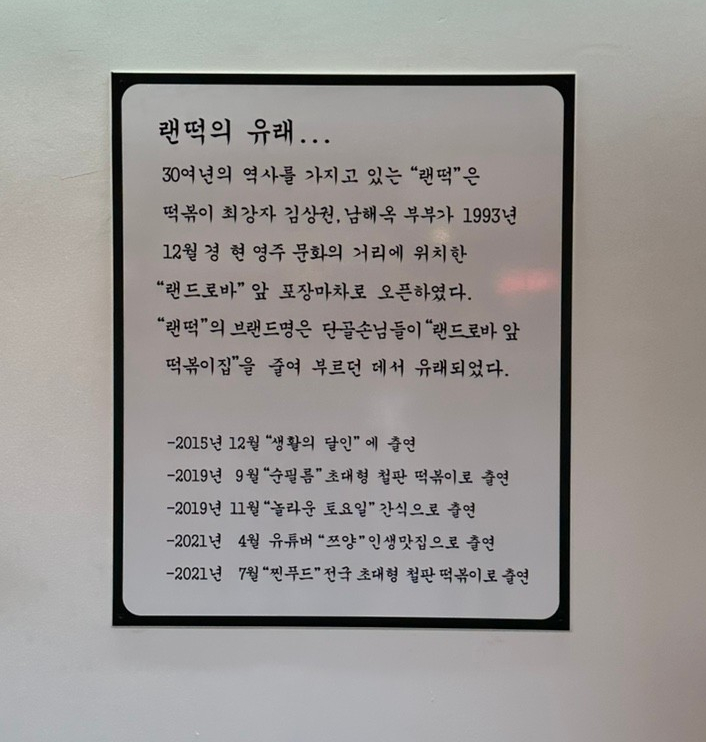 랜떡의 유래...
30여년의 역사를 가지고 있는 “랜떡”은
떡볶이 최강자 김상권,남해옥 부부가 1993년
12월 경 현 영주 문화의 거리에 위치한
“랜드로바” 앞 포장마차로 오픈하였다.
“랜떡”의 브랜드명은 단골손님들이“랜드로바 앞
떡볶이집”을 줄여 부르던 데서 유래되었다.
-2015년 12월 “생활의 달인” 에 출연
-2019년 9월“순필름”초대형 철판 떡볶이로 출연
-2019년 11월“놀라운 토요일”간식으로 출연
-2021년 4월 유튜버 “쯔양”인생맛집으로 출연
-2021년 7월“찐푸드”전국 초대형 철판 떡볶이로 출연